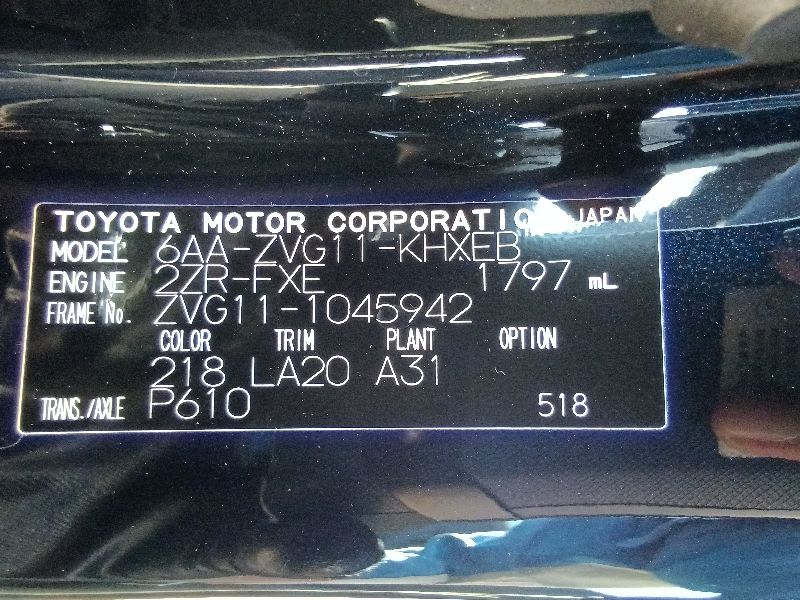 TOYOTA MOTOR CORPORATION JAPAN
MODEL 6AA-ZVG11-KHXEB
ENGINE 2ZR-FXE 1797 mL
FRAME No. ZVG11-1045942
COLOR TRIM PLANT OPTION
218 LA20 A31
TRANS./AXLE P610 518